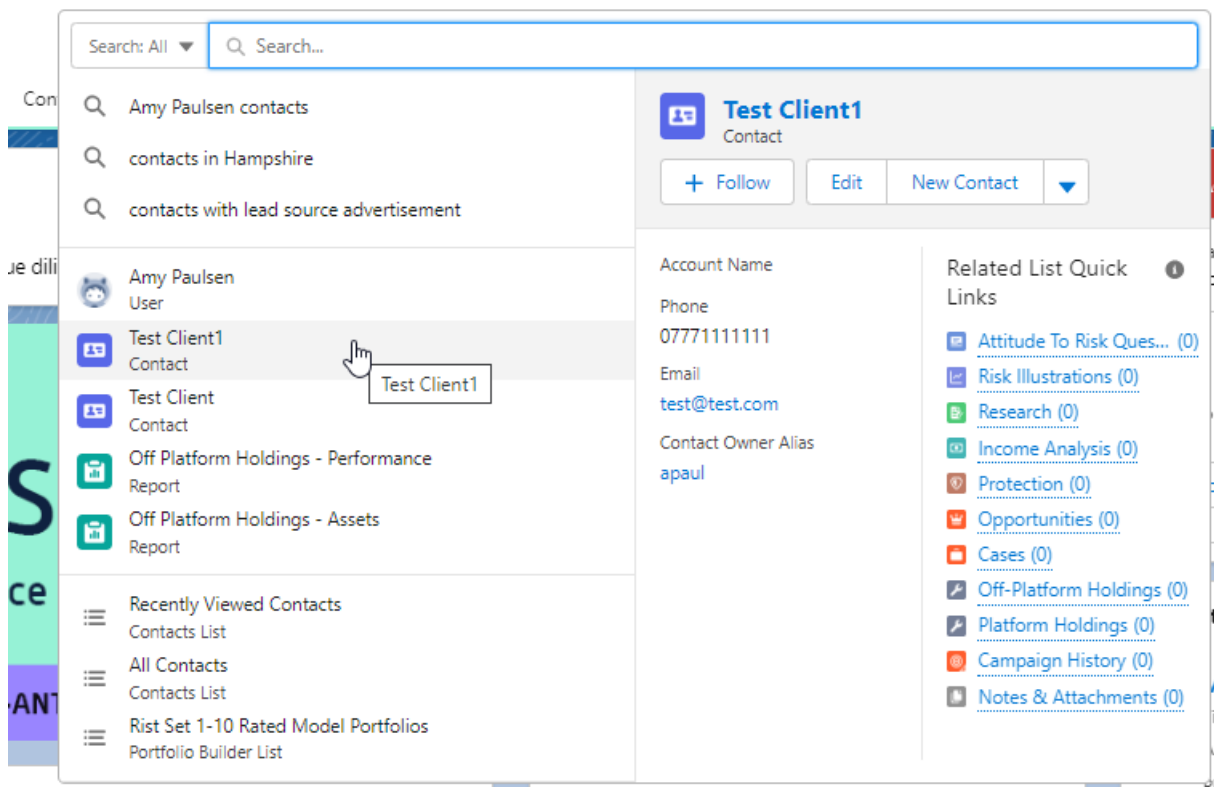 Search: All
Search...
Con
Amy Paulsen contacts
contacts in Hampshire
contacts with lead source advertisement
ue dili
Amy Paulsen
User
Test Client1
Contact
Test Client1
Test Client
Contact
Off Platform Holdings - Performance
Report
Off Platform Holdings - Assets
Report
S
ce
-ANT
Recently Viewed Contacts
Contacts List
All Contacts
Contacts List
Rist Set 1-10 Rated Model Portfolios
Portfolio Builder List
Test Client1
Contact
+ Follow
Edit
New Contact
Account Name
Phone
07771111111
Email
test@test.com
Contact Owner Alias
apaul
Related List Quick
Links
Attitude To Risk Ques... (0)
Risk Illustrations (0)
Research (0)
Income Analysis (0)
Protection (0)
Opportunities (0)
Cases (0)
Off-Platform Holdings (0)
Platform Holdings (0)
Campaign History (0)
Notes & Attachments (0)